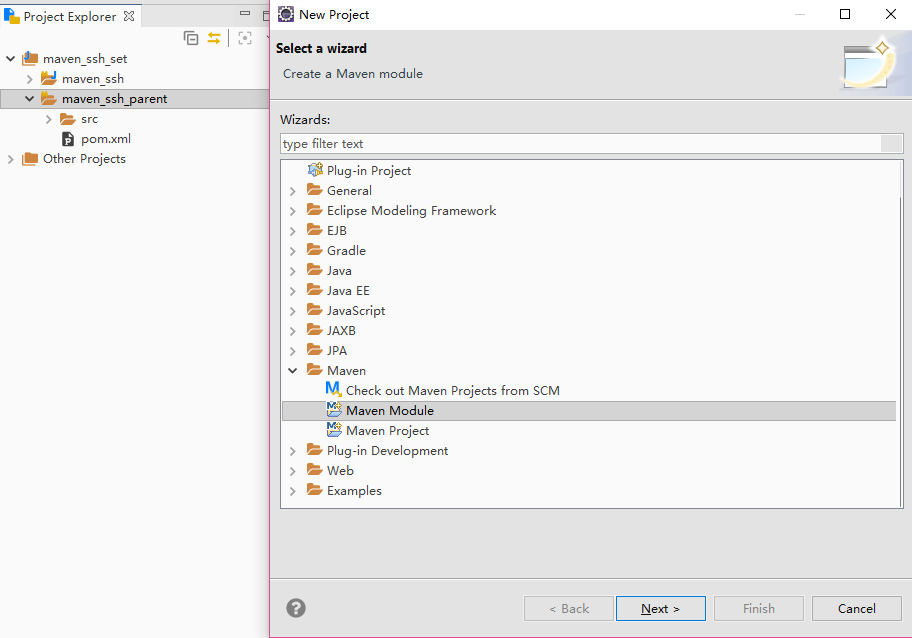 Project Explorer
maven_ssh_set
maven_ssh
maven_ssh_parent
src
pom.xml
Other Projects
New Project
Select a wizard
Create a Maven module
Wizards:
type filter text
Plug-in Project
General
Eclipse Modeling Framework
EJB
Gradle
Java
Java EE
JavaScript
JAXB
JPA
Maven
Check out Maven Projects from SCM
Maven Module
Maven Project
Plug-in Development
Web
Examples
< Back
Next >
Finish
Cancel